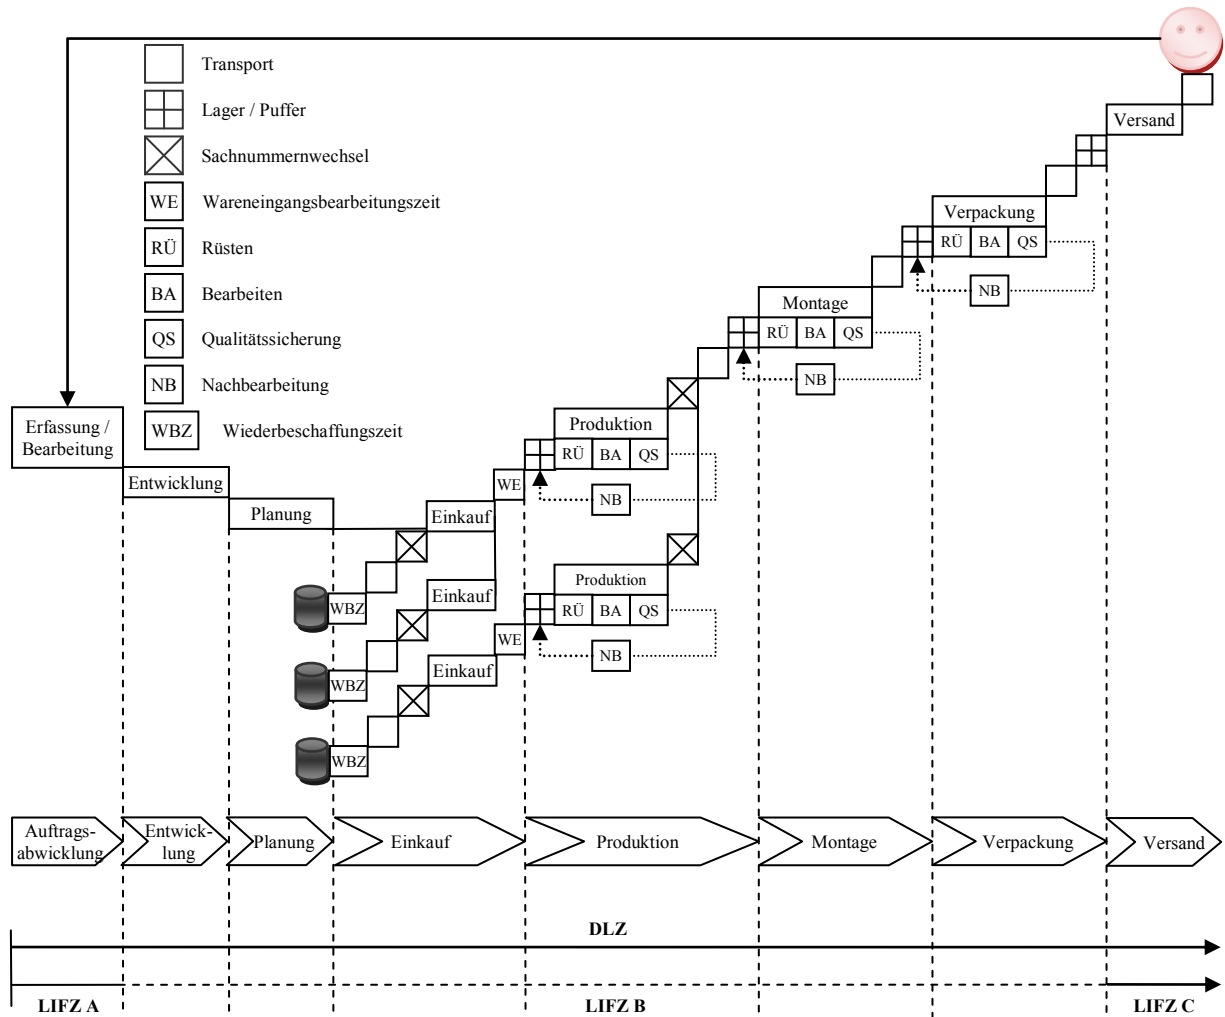 Transport
Lager / Puffer
Sachnummernwechsel
WE Wareneingangsbearbeitungszeit
RÜ Rüsten
BA Bearbeiten
QS Qualitätssicherung
NB Nachbearbeitung
WBZ Wiederbeschaffungszeit
Versand
Verpackung
RÜ BA QS
NB
Montage
RÜ BA QS
NB
Erfassung /
Bearbeitung
Entwicklung
Planung
Produktion
RÜ BA QS
NB
WE
Einkauf
WBZ
Produktion
RÜ BA QS
NB
Einkauf
WE
WBZ
Einkauf
WBZ
Auftrags-
abwicklung
Entwick-
lung
Planung
Einkauf
Produktion
Montage
Verpackung
Versand
DLZ
LIFZ A
LIFZ B
LIFZ C